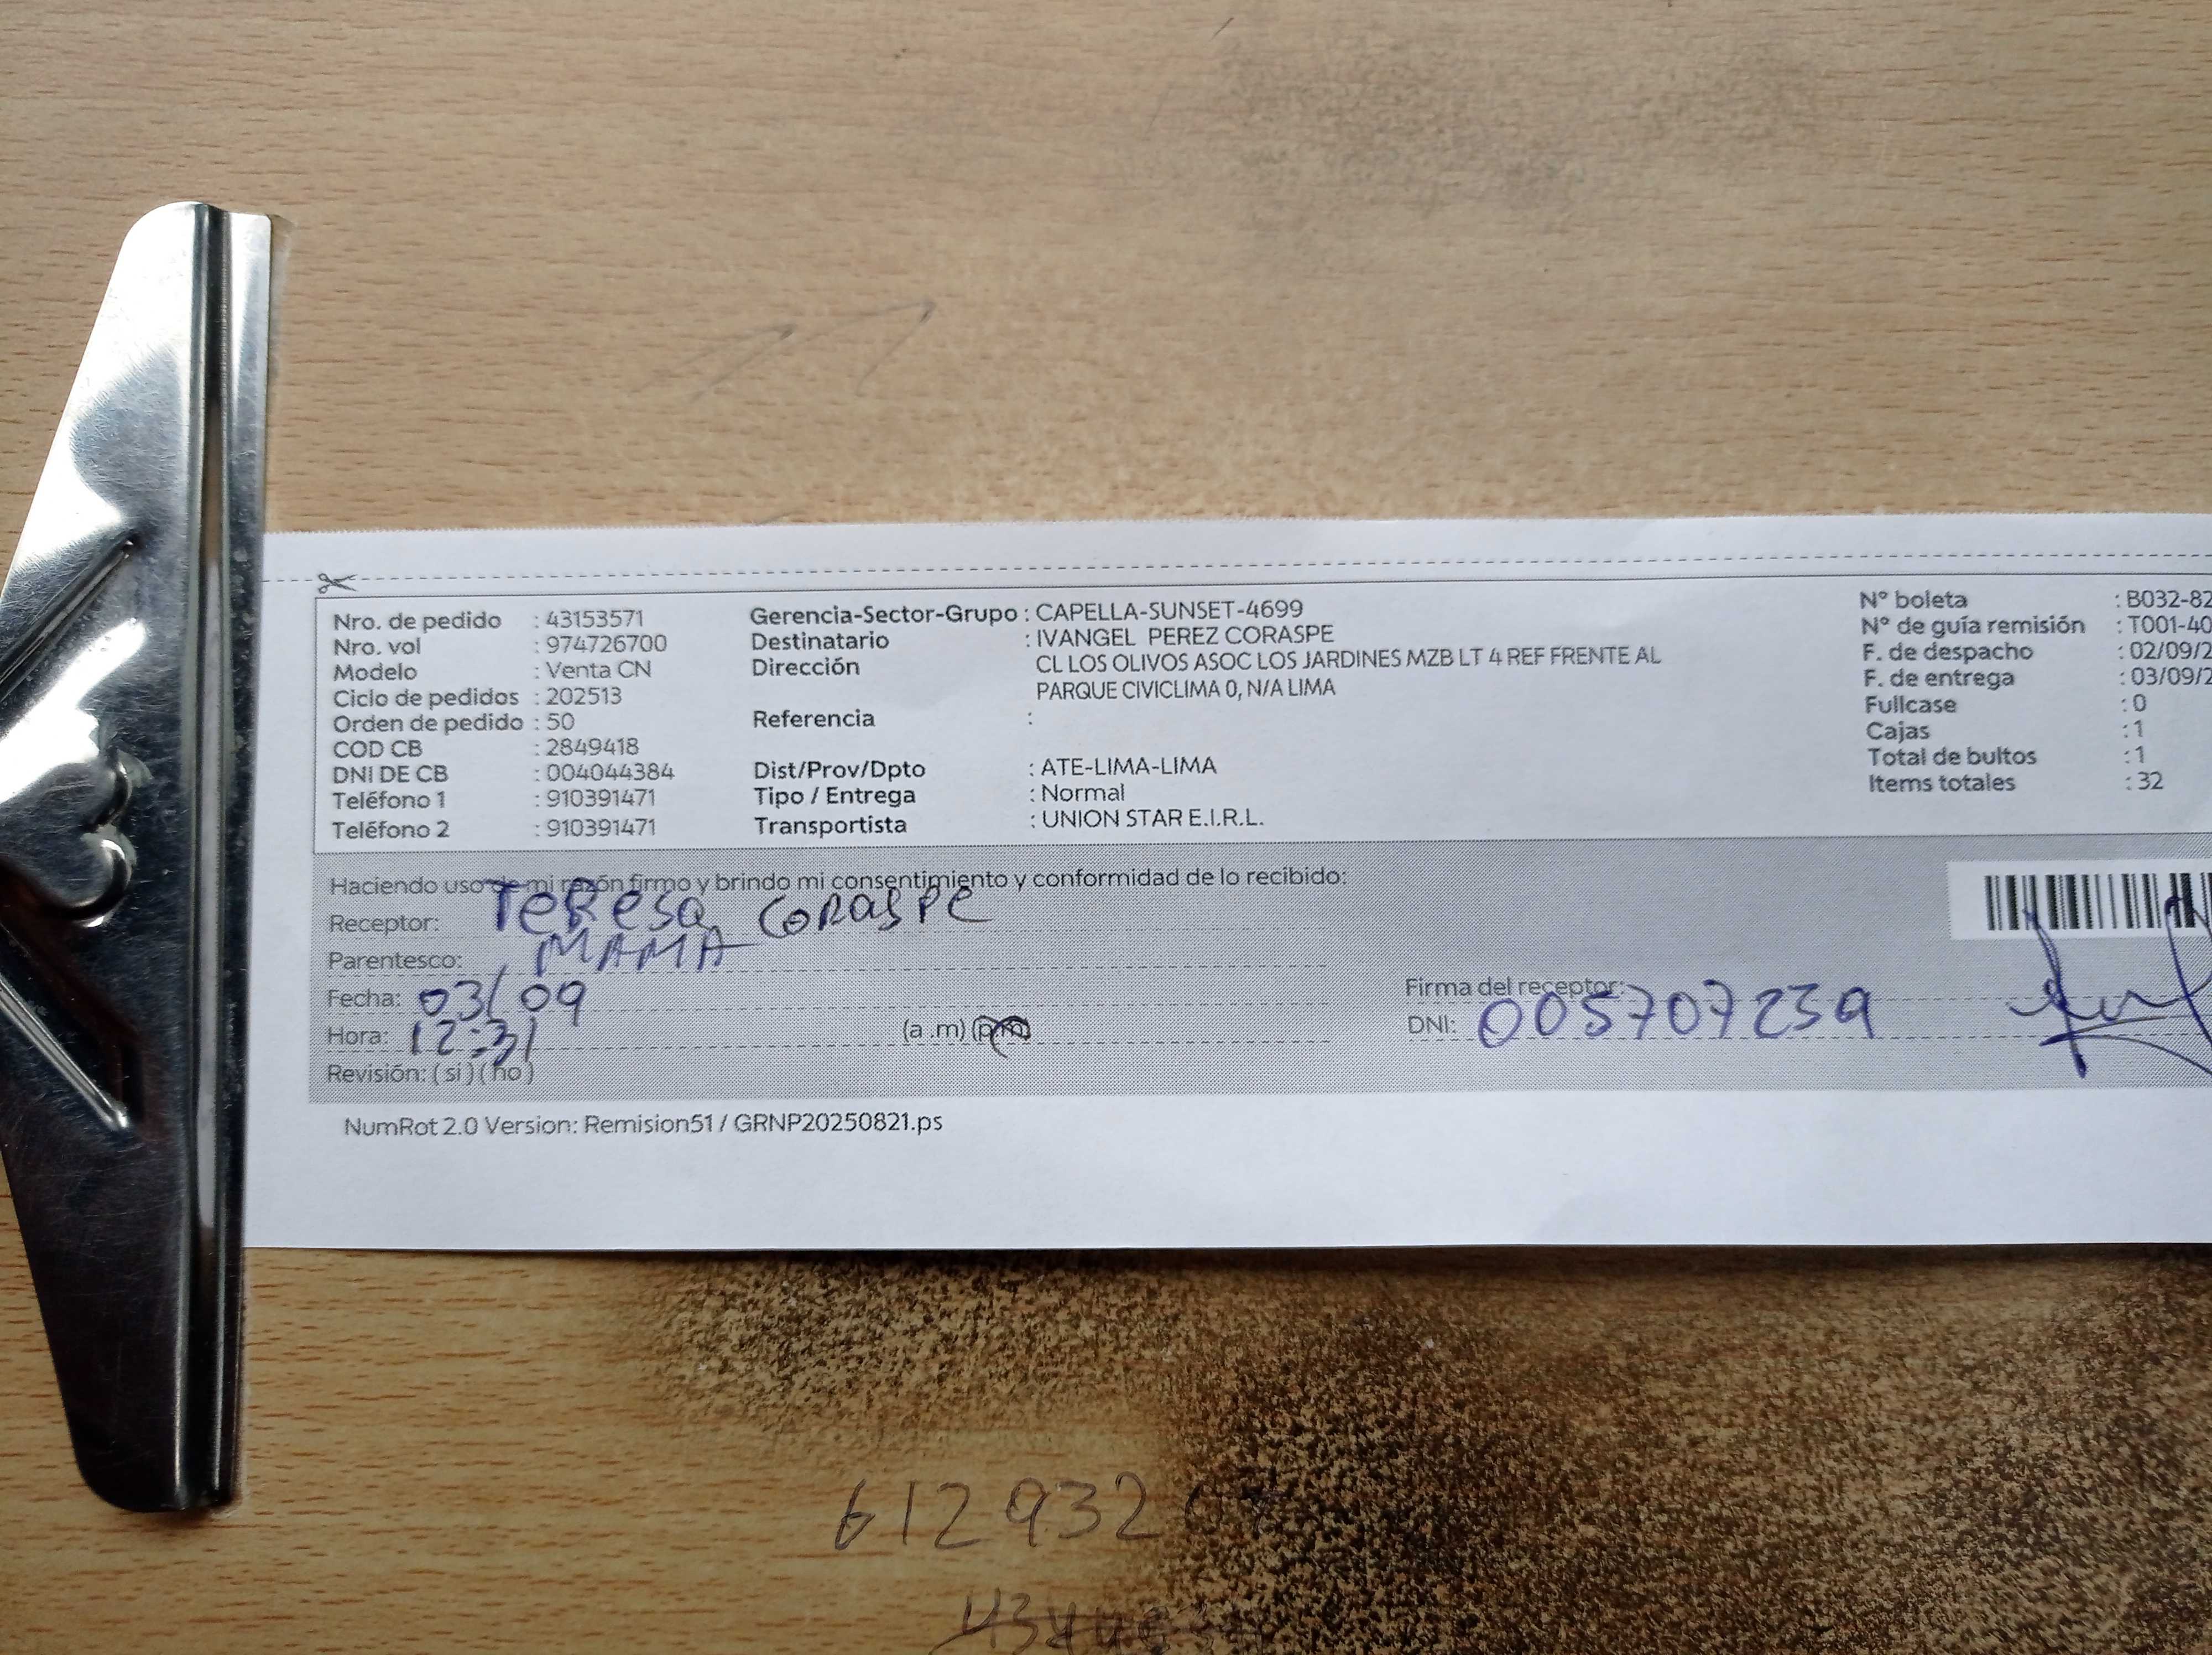 Nro. de pedido : 43153571
Nro. vol : 974726700
Modelo : Venta CN
Ciclo de pedidos : 202513
Orden de pedido : 50
COD CB : 2849418
DNI DE CB : 004044384
Teléfono 1 : 910391471
Teléfono 2 : 910391471
Gerencia-Sector-Grupo : CAPELLA-SUNSET-4699
Destinatario : IVANGEL PEREZ CORASPE
Dirección CL LOS OLIVOS ASOC LOS JARDINES MZB LT 4 REF FRENTE AL
PARQUE CIVICLIMA 0, N/A LIMA
Referencia :
Dist/Prov/Dpto : ATE-LIMA-LIMA
Tipo / Entrega : Normal
Transportista : UNION STAR E.I.R.L.
N° boleta : B032-82
N° de guía remisión : T001-40
F. de despacho : 02/09/2
F. de entrega : 03/09/2
Fullcase : 0
Cajas : 1
Total de bultos : 1
Items totales : 32
Haciendo uso de mi razón firmo y brindo mi consentimiento y conformidad de lo recibido:
Receptor: Teresa Coraspe
Parentesco: MAMA
Fecha: 03/09
Hora: 12:31 (a .m) (p.m)
Revisión: ( si ) ( no )
Firma del receptor:
DNI: 005707239
NumRot 2.0 Version: Remision51 / GRNP20250821.ps